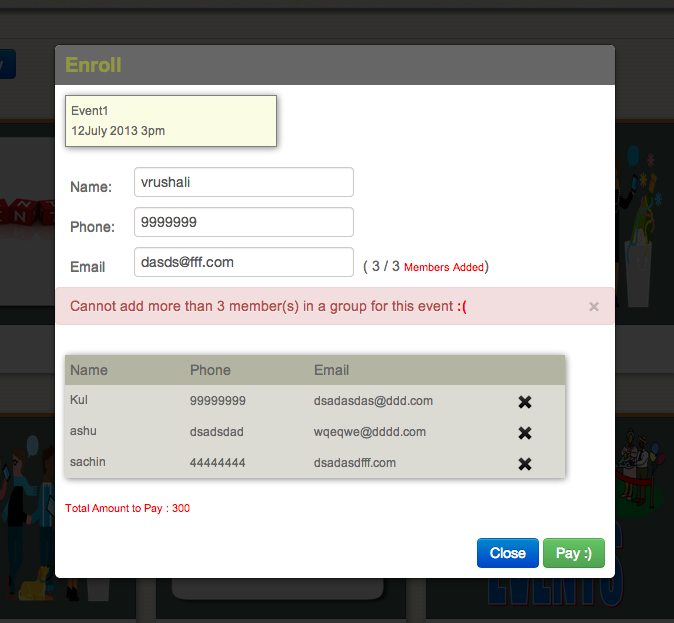 Enroll
Event1
12July 2013 3pm
Name: vrushali
Phone: 9999999
Email dasds@fff.com ( 3 / 3 Members Added)
Cannot add more than 3 member(s) in a group for this event :( ×
Name Phone Email
Kul 99999999 dsadasdas@ddd.com
ashu dsadsdad wqeqwe@dddd.com
sachin 44444444 dsadasdfff.com
Total Amount to Pay : 300
Close Pay :)
EVENTS